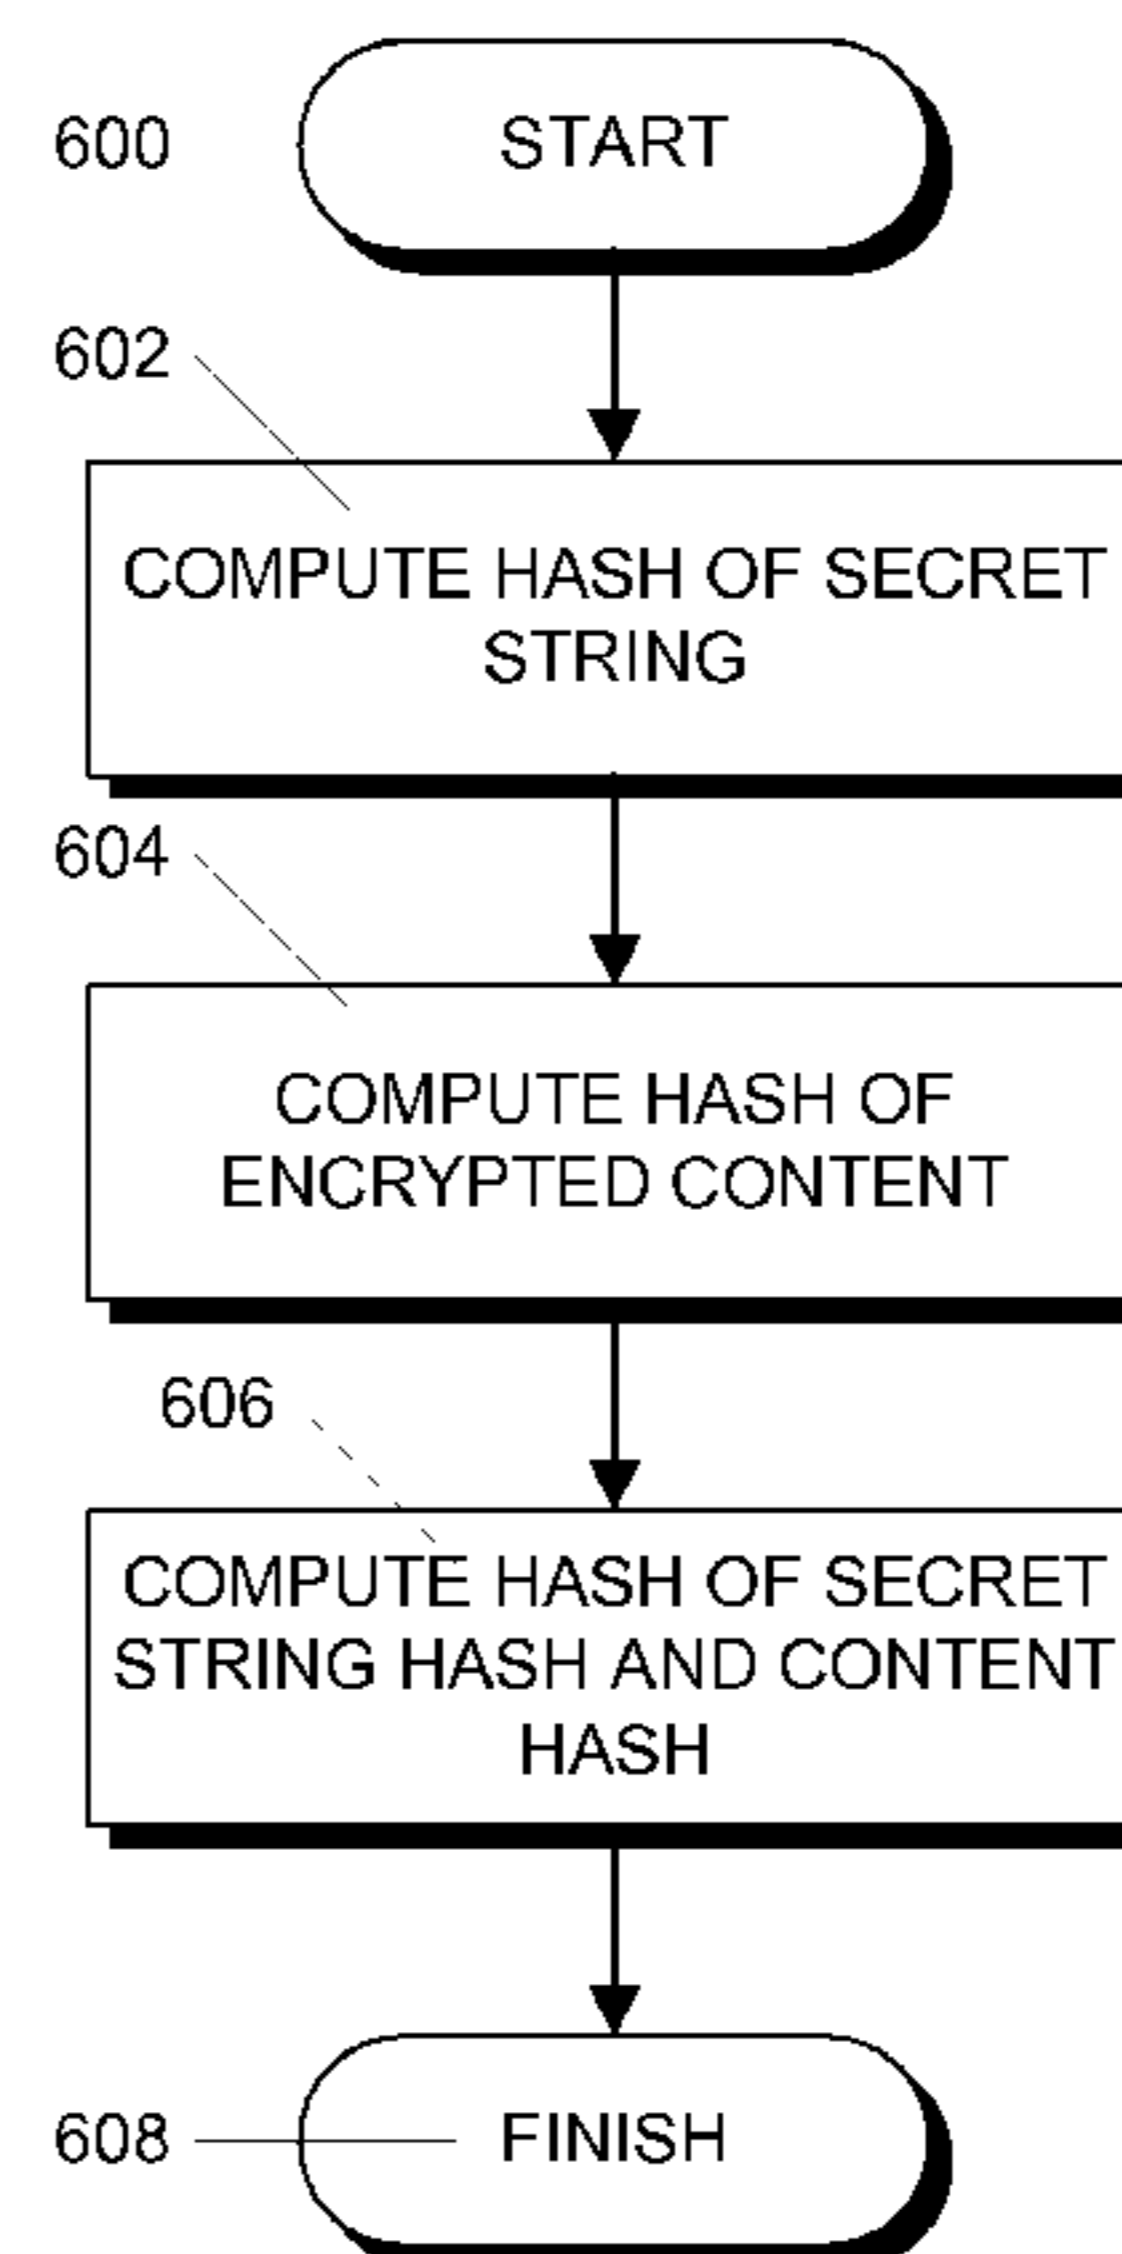 600
START
602
COMPUTE HASH OF SECRET
STRING
604
COMPUTE HASH OF
ENCRYPTED CONTENT
606
COMPUTE HASH OF SECRET
STRING HASH AND CONTENT
HASH
608
FINISH